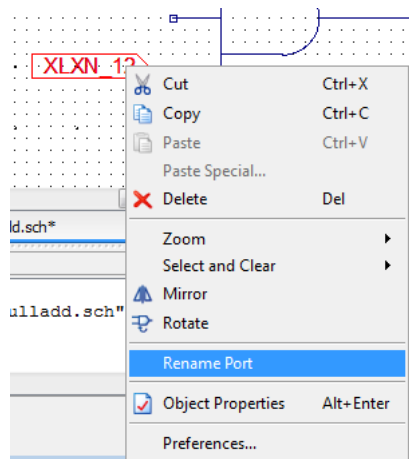 XLXN_12
Cut Ctrl+X
Copy Ctrl+C
Paste Ctrl+V
Paste Special...
Delete Del
ld.sch*
Zoom
Select and Clear
ulladd.sch"
Mirror
Rotate
Rename Port
Object Properties Alt+Enter
Preferences...